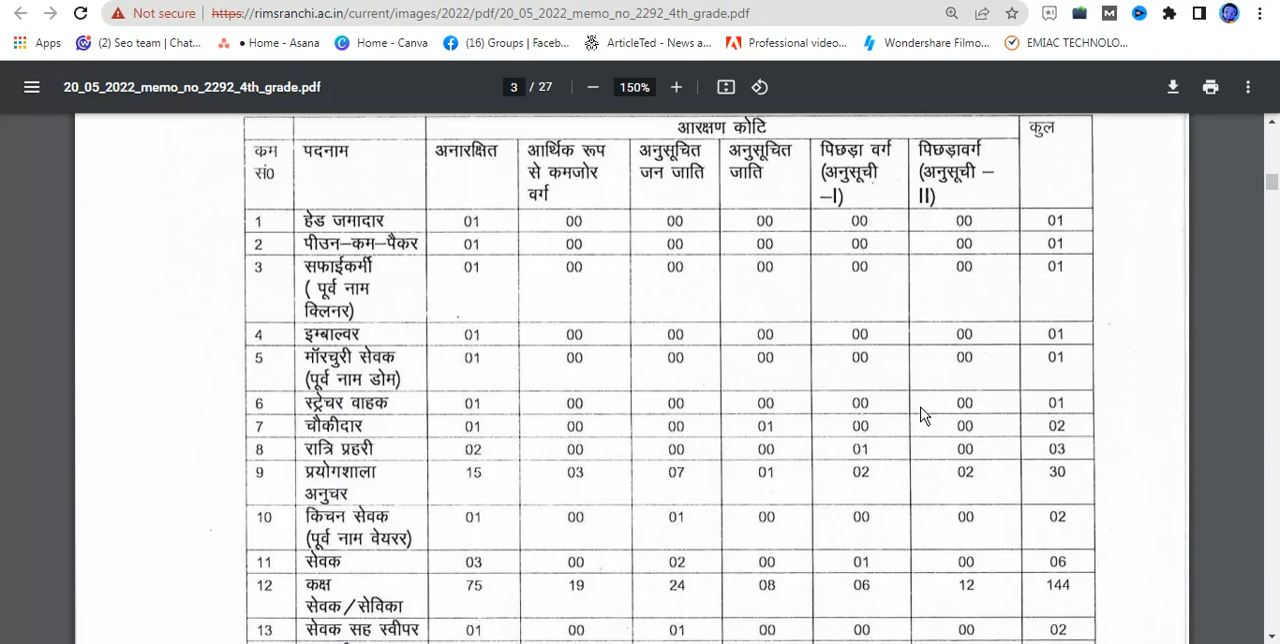 Not secure | https://rimsranchi.ac.in/current/images/2022/pdf/20_05_2022_memo_no_2292_4th_grade.pdf
Apps (2) Seo team | Chat... • Home - Asana Home - Canva (16) Groups | Faceb... ArticleTed - News a... Professional video... Wondershare Filmo... EMIAC TECHNOLO...
20_05_2022_memo_no_2292_4th_grade.pdf 3 / 27 150%
आरक्षण कोटि कुल
कम सं0 पदनाम अनारक्षित आर्थिक रूप से कमजोर वर्ग अनुसूचित जन जाति अनुसूचित जाति पिछड़ा वर्ग (अनुसूची –I) पिछड़ावर्ग (अनुसूची – II)
1 हेड जमादार 01 00 00 00 00 00 01
2 पीउन–कम–पैकर 01 00 00 00 00 00 01
3 सफाईकर्मी 01 00 00 00 00 00 01
( पूर्व नाम
क्लिनर)
4 इम्बाल्वर 01 00 00 00 00 00 01
5 मॉरचुरी सेवक 01 00 00 00 00 00 01
(पूर्व नाम डोम)
6 स्ट्रेचर वाहक 01 00 00 00 00 00 01
7 चौकीदार 01 00 00 01 00 00 02
8 रात्रि प्रहरी 02 00 00 00 01 00 03
9 प्रयोगशाला 15 03 07 01 02 02 30
अनुचर
10 किचन सेवक 01 00 01 00 00 00 02
(पूर्व नाम वेयरर)
11 सेवक 03 00 02 00 01 00 06
12 कक्ष 75 19 24 08 06 12 144
सेवक/सेविका
13 सेवक सह स्वीपर 01 00 01 00 00 00 02